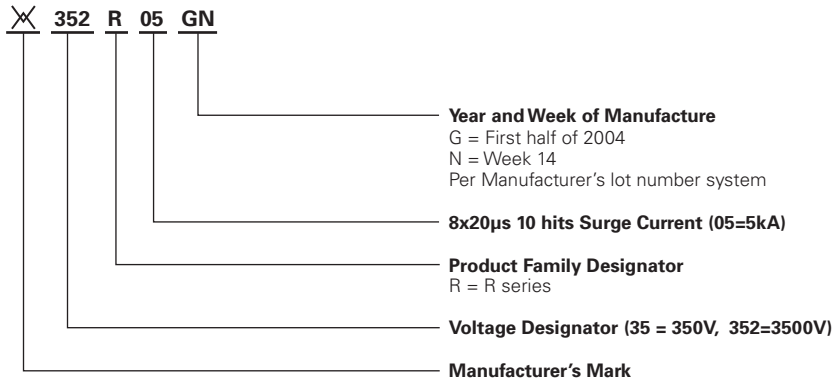 352 R 05 GN
Year and Week of Manufacture
G = First half of 2004
N = Week 14
Per Manufacturer's lot number system
8x20µs 10 hits Surge Current (05=5kA)
Product Family Designator
R = R series
Voltage Designator (35 = 350V, 352=3500V)
Manufacturer's Mark